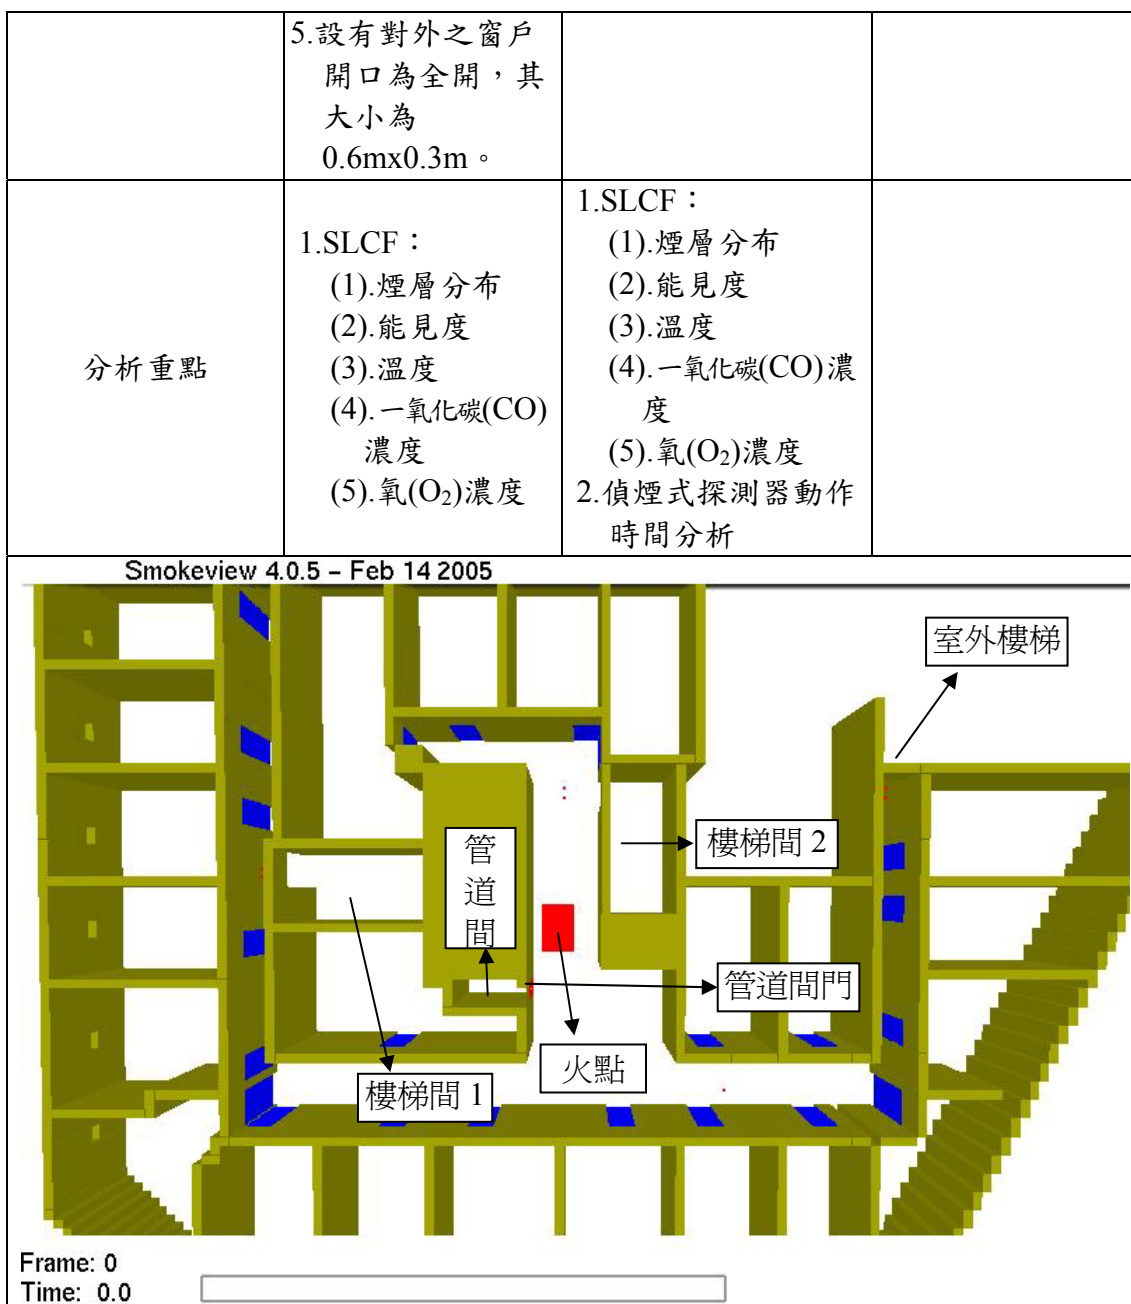 5.設有對外之窗戶
開口為全開，其
大小為
0.6mx0.3m。
分析重點
1.SLCF：
(1).煙層分布
(2).能見度
(3).溫度
(4).一氧化碳(CO)
濃度
(5).氧(O₂)濃度
1.SLCF：
(1).煙層分布
(2).能見度
(3).溫度
(4).一氧化碳(CO)濃
度
(5).氧(O₂)濃度
2.偵煙式探測器動作
時間分析
Smokeview 4.0.5 – Feb 14 2005
室外樓梯
樓梯間 2
管
道
間
管道間門
火點
樓梯間 1
Frame: 0
Time: 0.0